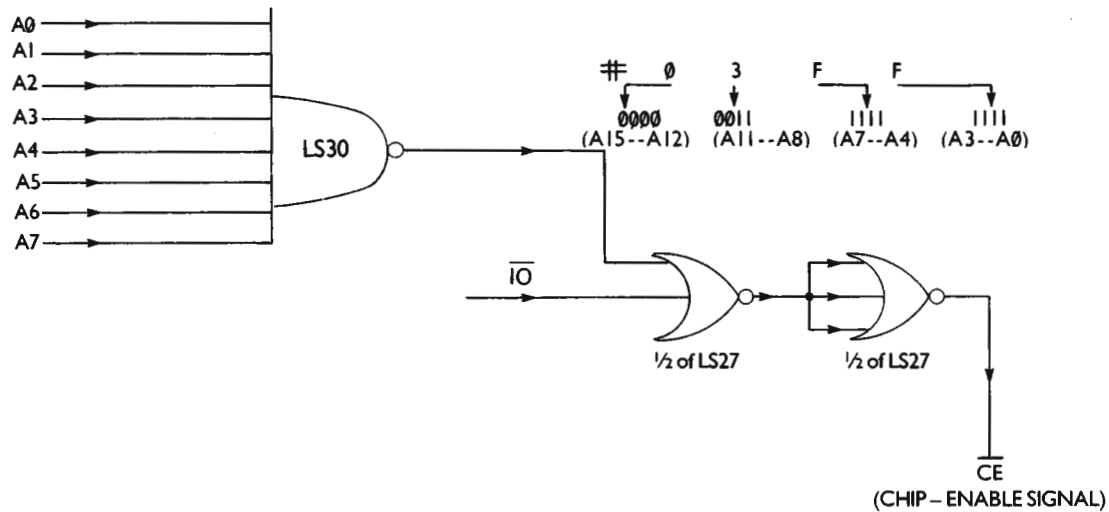 A0
A1
A2
A3
A4
A5
A6
A7
LS30
# 0 3 F F
0000 0011 1111 1111
(A15--A12) (A11--A8) (A7--A4) (A3--A0)
IO
½ of LS27 ½ of LS27
CE
(CHIP – ENABLE SIGNAL)